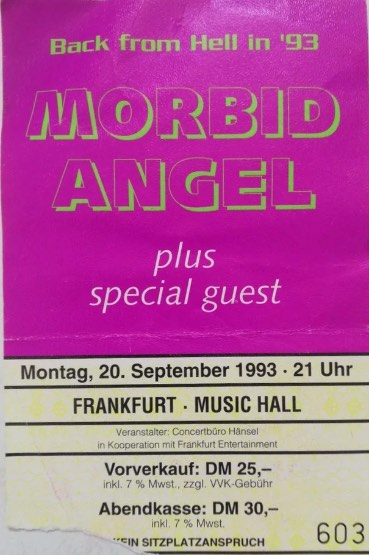 Back from Hell in '93
MORBID
ANGEL
plus
special guest
Montag, 20. September 1993 · 21 Uhr
FRANKFURT · MUSIC HALL
Veranstalter: Concertbüro Hänsel
in Kooperation mit Frankfurt Entertainment
Vorverkauf: DM 25,–
inkl. 7 % Mwst., zzgl. VVK-Gebühr
Abendkasse: DM 30,–
inkl. 7 % Mwst.
KEIN SITZPLATZANSPRUCH
603